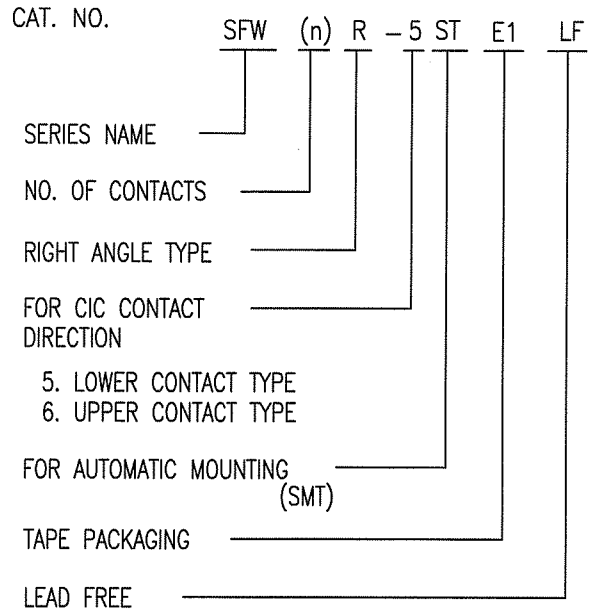 CAT. NO.
SFW (n) R - 5 ST E1 LF
SERIES NAME
NO. OF CONTACTS
RIGHT ANGLE TYPE
FOR CIC CONTACT
DIRECTION
5. LOWER CONTACT TYPE
6. UPPER CONTACT TYPE
FOR AUTOMATIC MOUNTING
(SMT)
TAPE PACKAGING
LEAD FREE